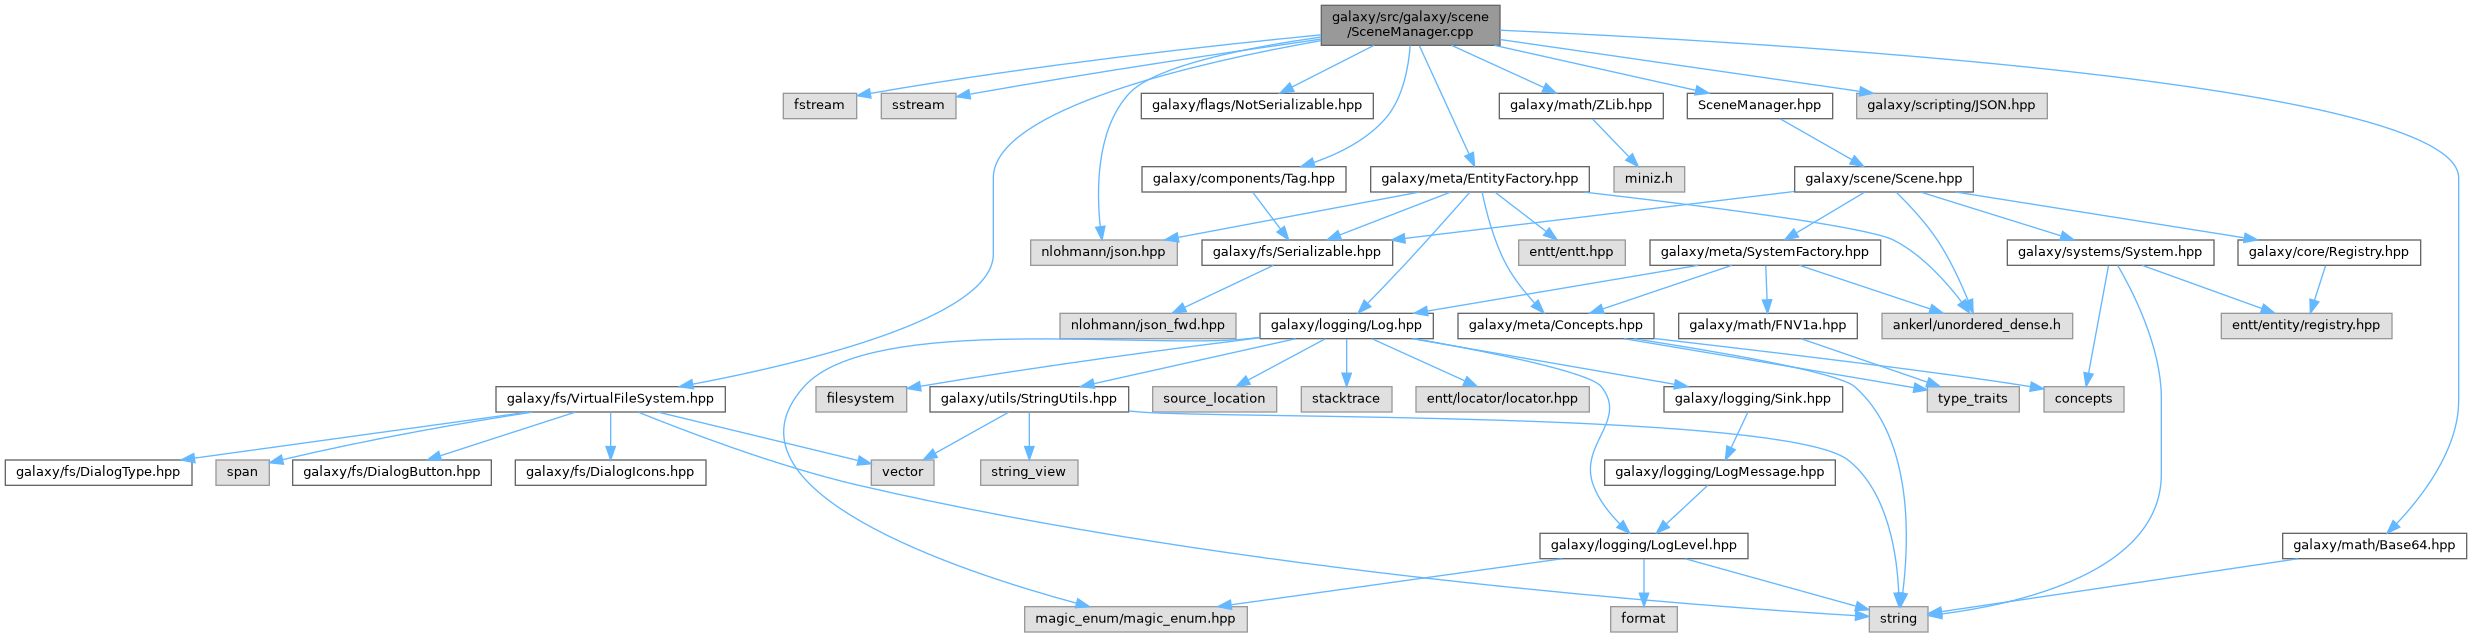 galaxy/src/galaxy/scene
/SceneManager.cpp
fstream
sstream
galaxy/flags/NotSerializable.hpp
galaxy/math/ZLib.hpp
SceneManager.hpp
galaxy/scripting/JSON.hpp
galaxy/components/Tag.hpp
galaxy/meta/EntityFactory.hpp
miniz.h
galaxy/scene/Scene.hpp
nlohmann/json.hpp
galaxy/fs/Serializable.hpp
entt/entt.hpp
galaxy/meta/SystemFactory.hpp
galaxy/systems/System.hpp
galaxy/core/Registry.hpp
nlohmann/json_fwd.hpp
galaxy/logging/Log.hpp
galaxy/meta/Concepts.hpp
galaxy/math/FNV1a.hpp
ankerl/unordered_dense.h
entt/entity/registry.hpp
galaxy/fs/VirtualFileSystem.hpp
filesystem
galaxy/utils/StringUtils.hpp
source_location
stacktrace
entt/locator/locator.hpp
galaxy/logging/Sink.hpp
type_traits
concepts
galaxy/fs/DialogType.hpp
span
galaxy/fs/DialogButton.hpp
galaxy/fs/DialogIcons.hpp
vector
string_view
galaxy/logging/LogMessage.hpp
galaxy/logging/LogLevel.hpp
galaxy/math/Base64.hpp
magic_enum/magic_enum.hpp
format
string